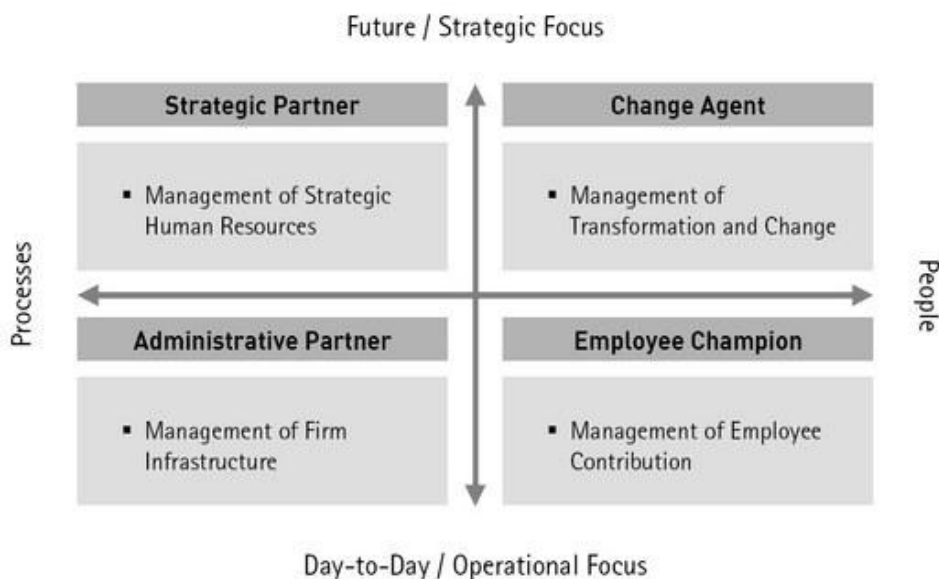 Future / Strategic Focus
Strategic Partner
▪ Management of Strategic
Human Resources
Change Agent
▪ Management of
Transformation and Change
Processes
People
Administrative Partner
▪ Management of Firm
Infrastructure
Employee Champion
▪ Management of Employee
Contribution
Day-to-Day / Operational Focus